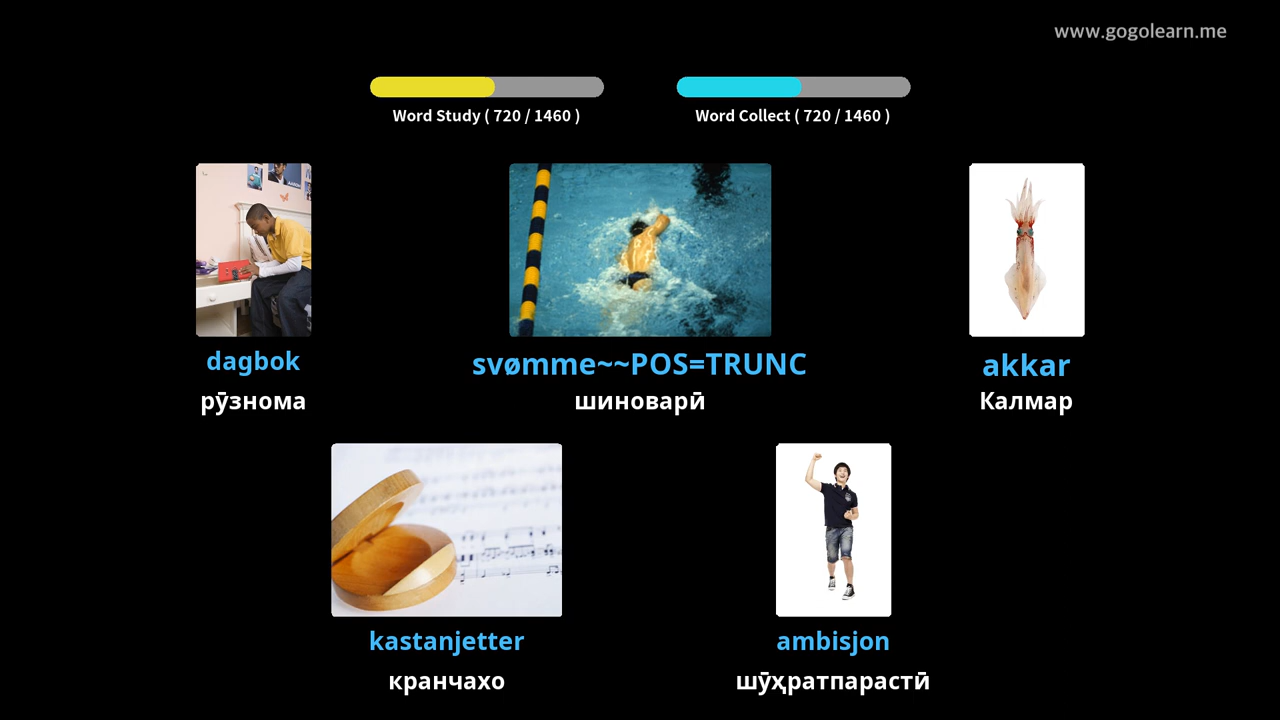 www.gogolearn.me
Word Study ( 720 / 1460 )
Word Collect ( 720 / 1460 )
dagbok
svømme~~POS=TRUNC
akkar
рӯзнома
шиноварӣ
Калмар
kastanjetter
ambisjon
кранчахо
шӯҳратпарастӣ